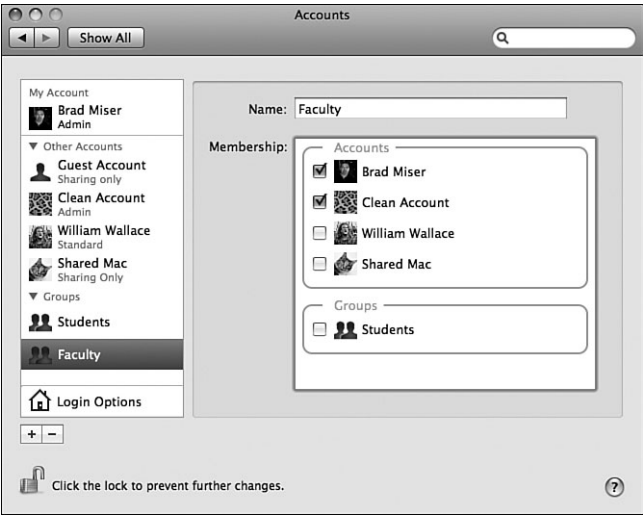 Accounts
Show All
My Account
Brad Miser
Admin
Other Accounts
Guest Account
Sharing only
Clean Account
Admin
William Wallace
Standard
Shared Mac
Sharing Only
Groups
Students
Faculty
Login Options
+ −
Name: Faculty
Membership:
Accounts
Brad Miser
Clean Account
William Wallace
Shared Mac
Groups
Students
Click the lock to prevent further changes.
?